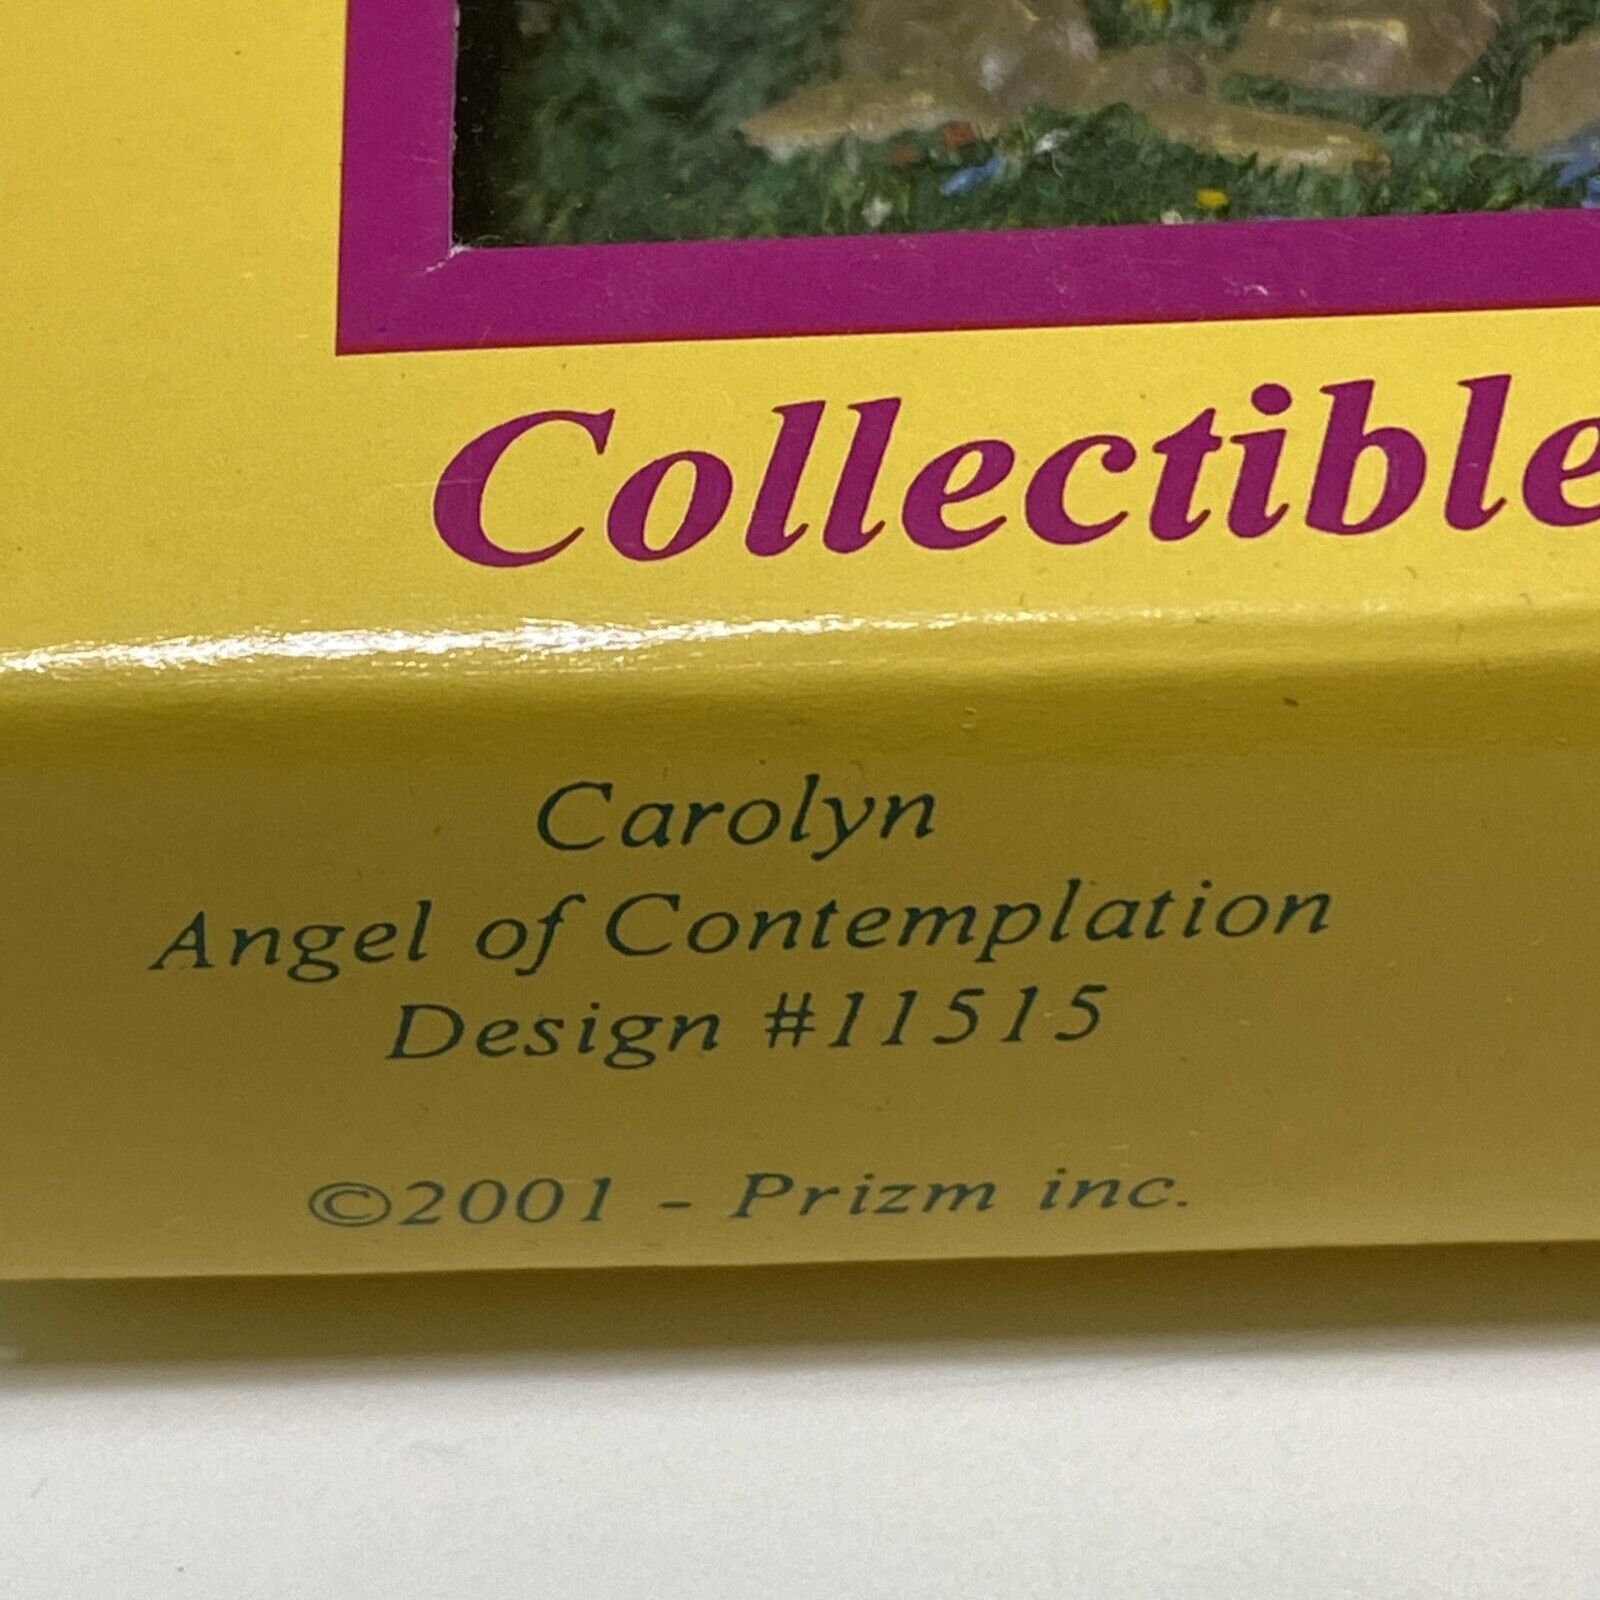 Collectible
Carolyn
Angel of Contemplation
Design #11515
©2001 - Prizm inc.